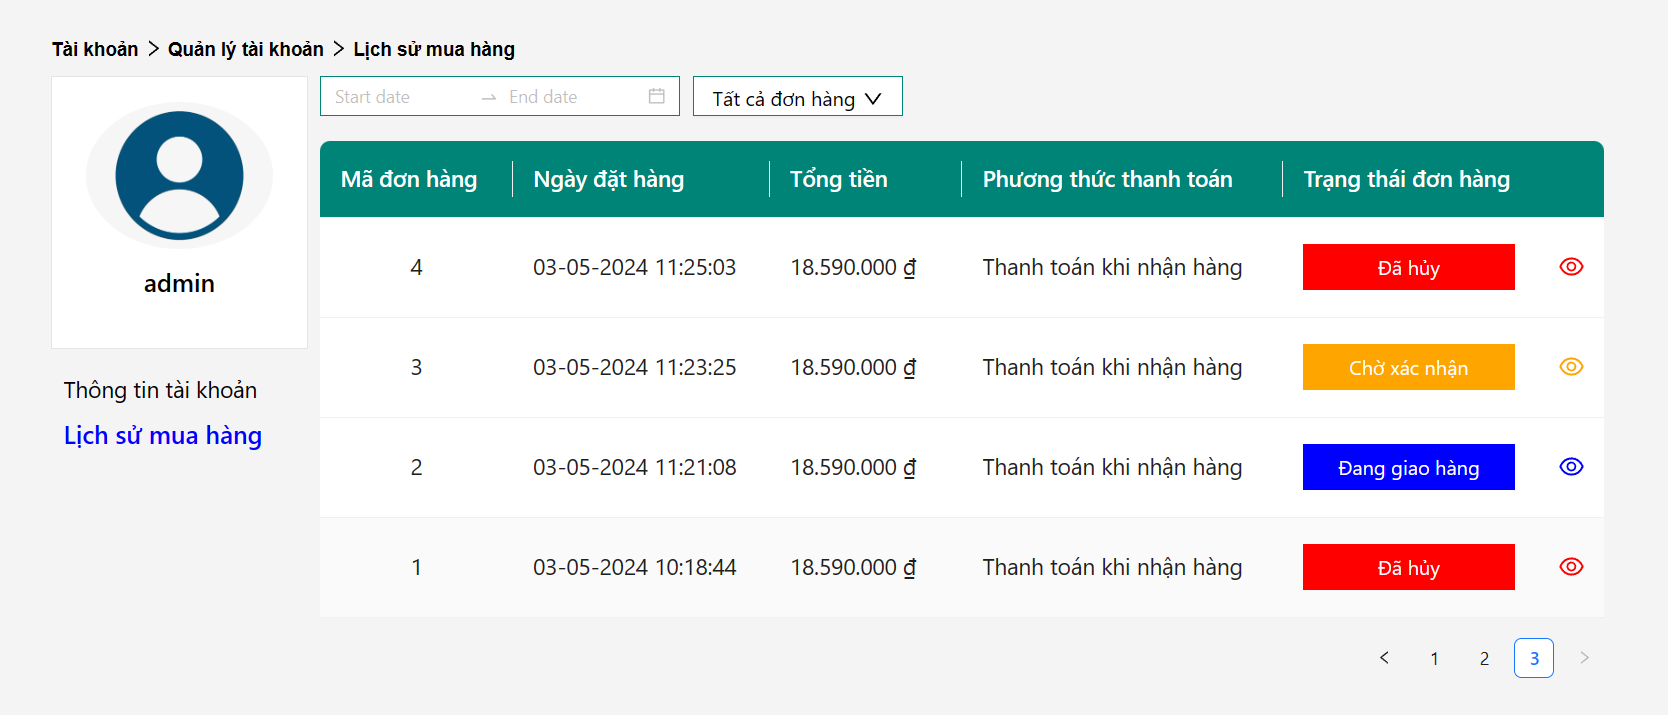 Tài khoản > Quản lý tài khoản > Lịch sử mua hàng
admin
Thông tin tài khoản
Lịch sử mua hàng
Start date → End date
Tất cả đơn hàng
Mã đơn hàng Ngày đặt hàng Tổng tiền Phương thức thanh toán Trạng thái đơn hàng
4 03-05-2024 11:25:03 18.590.000 ₫ Thanh toán khi nhận hàng Đã hủy
3 03-05-2024 11:23:25 18.590.000 ₫ Thanh toán khi nhận hàng Chờ xác nhận
2 03-05-2024 11:21:08 18.590.000 ₫ Thanh toán khi nhận hàng Đang giao hàng
1 03-05-2024 10:18:44 18.590.000 ₫ Thanh toán khi nhận hàng Đã hủy
< 1 2 3 >